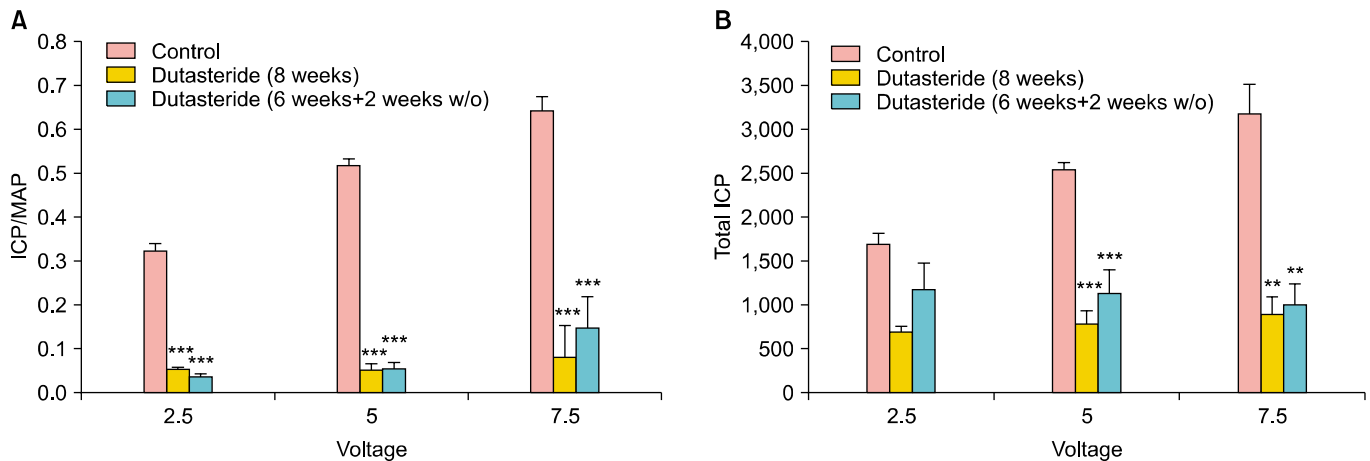 A
0.8
0.7
0.6
0.5
0.4
0.3
0.2
0.1
0.0
ICP/MAP
Control
Dutasteride (8 weeks)
Dutasteride (6 weeks+2 weeks w/o)
***
***
***
***
***
***
2.5
5
7.5
Voltage
B
4,000
3,500
3,000
2,500
2,000
1,500
1,000
500
0
Total ICP
Control
Dutasteride (8 weeks)
Dutasteride (6 weeks+2 weeks w/o)
***
***
**
**
2.5
5
7.5
Voltage